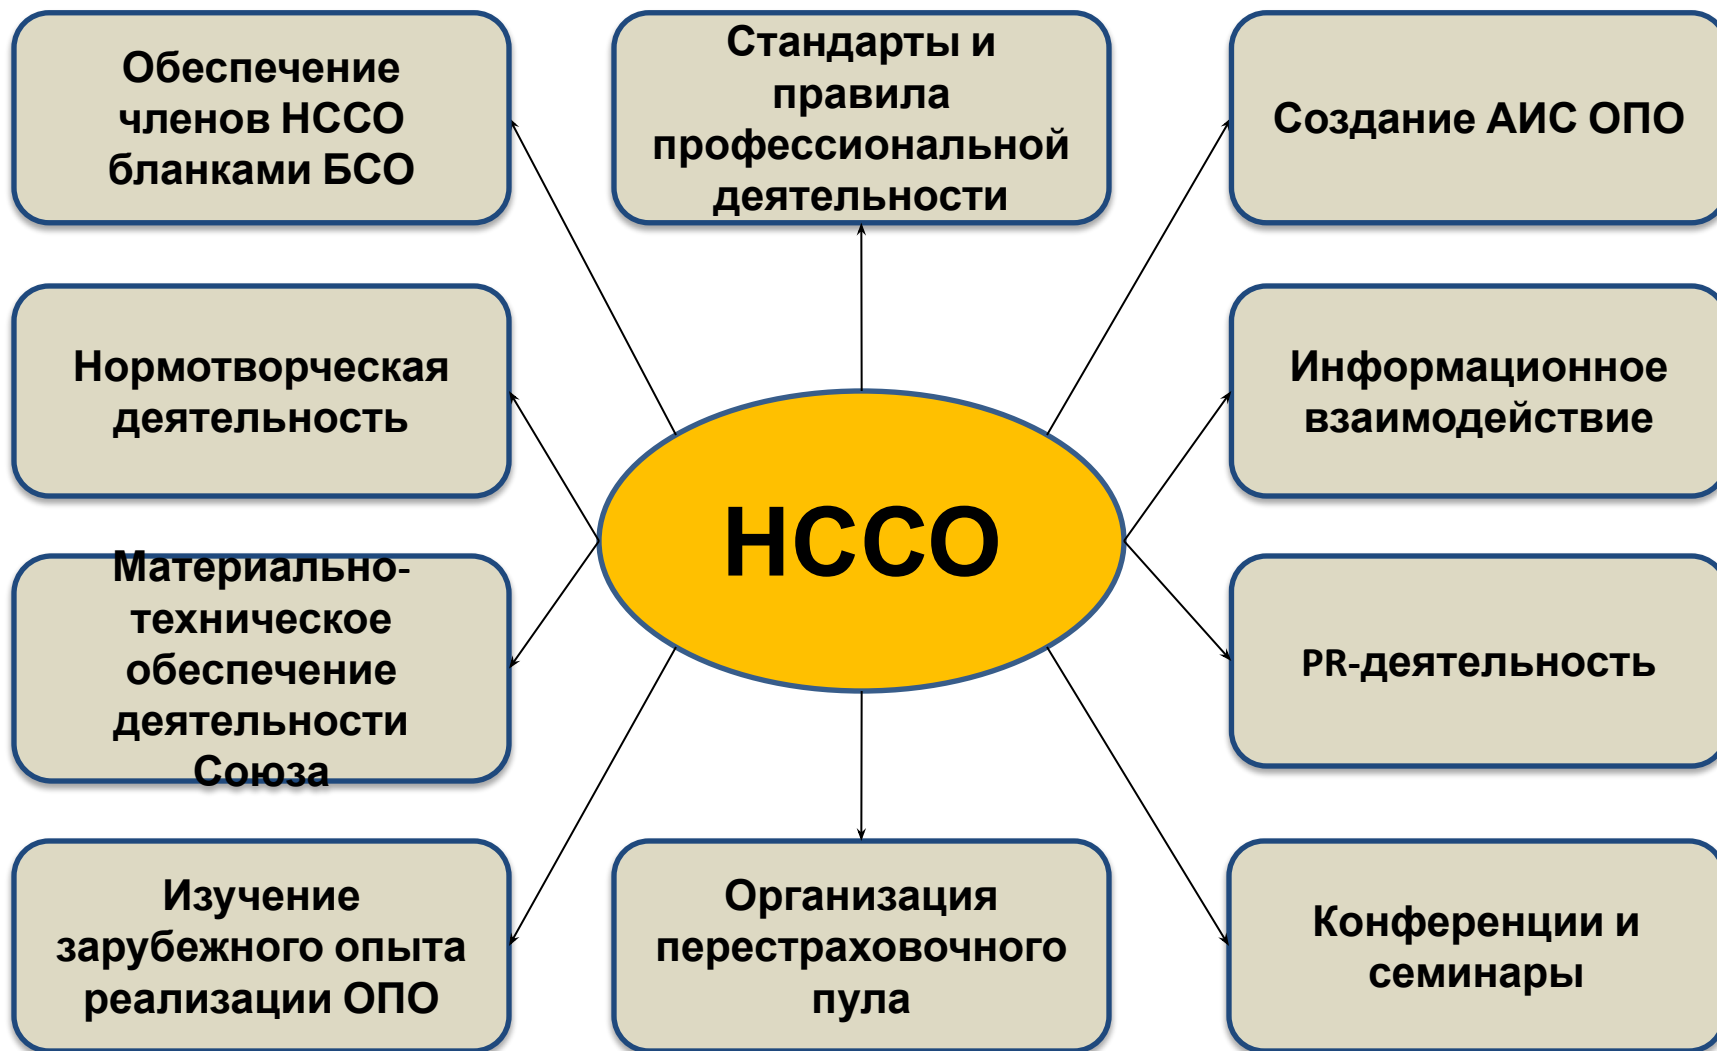 Обеспечение
членов НССО
бланками БСО
Стандарты и
правила
профессиональной
деятельности
Создание АИС ОПО
Нормотворческая
деятельность
Информационное
взаимодействие
НССО
Материально-
техническое
обеспечение
деятельности
Союза
PR-деятельность
Изучение
зарубежного опыта
реализации ОПО
Организация
перестраховочного
пула
Конференции и
семинары